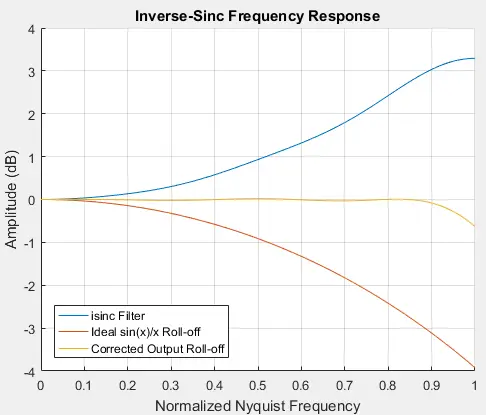 Inverse-Sinc Frequency Response
Amplitude (dB)
4
3
2
1
0
-1
-2
-3
-4
isinc Filter
Ideal sin(x)/x Roll-off
Corrected Output Roll-off
0 0.1 0.2 0.3 0.4 0.5 0.6 0.7 0.8 0.9 1
Normalized Nyquist Frequency